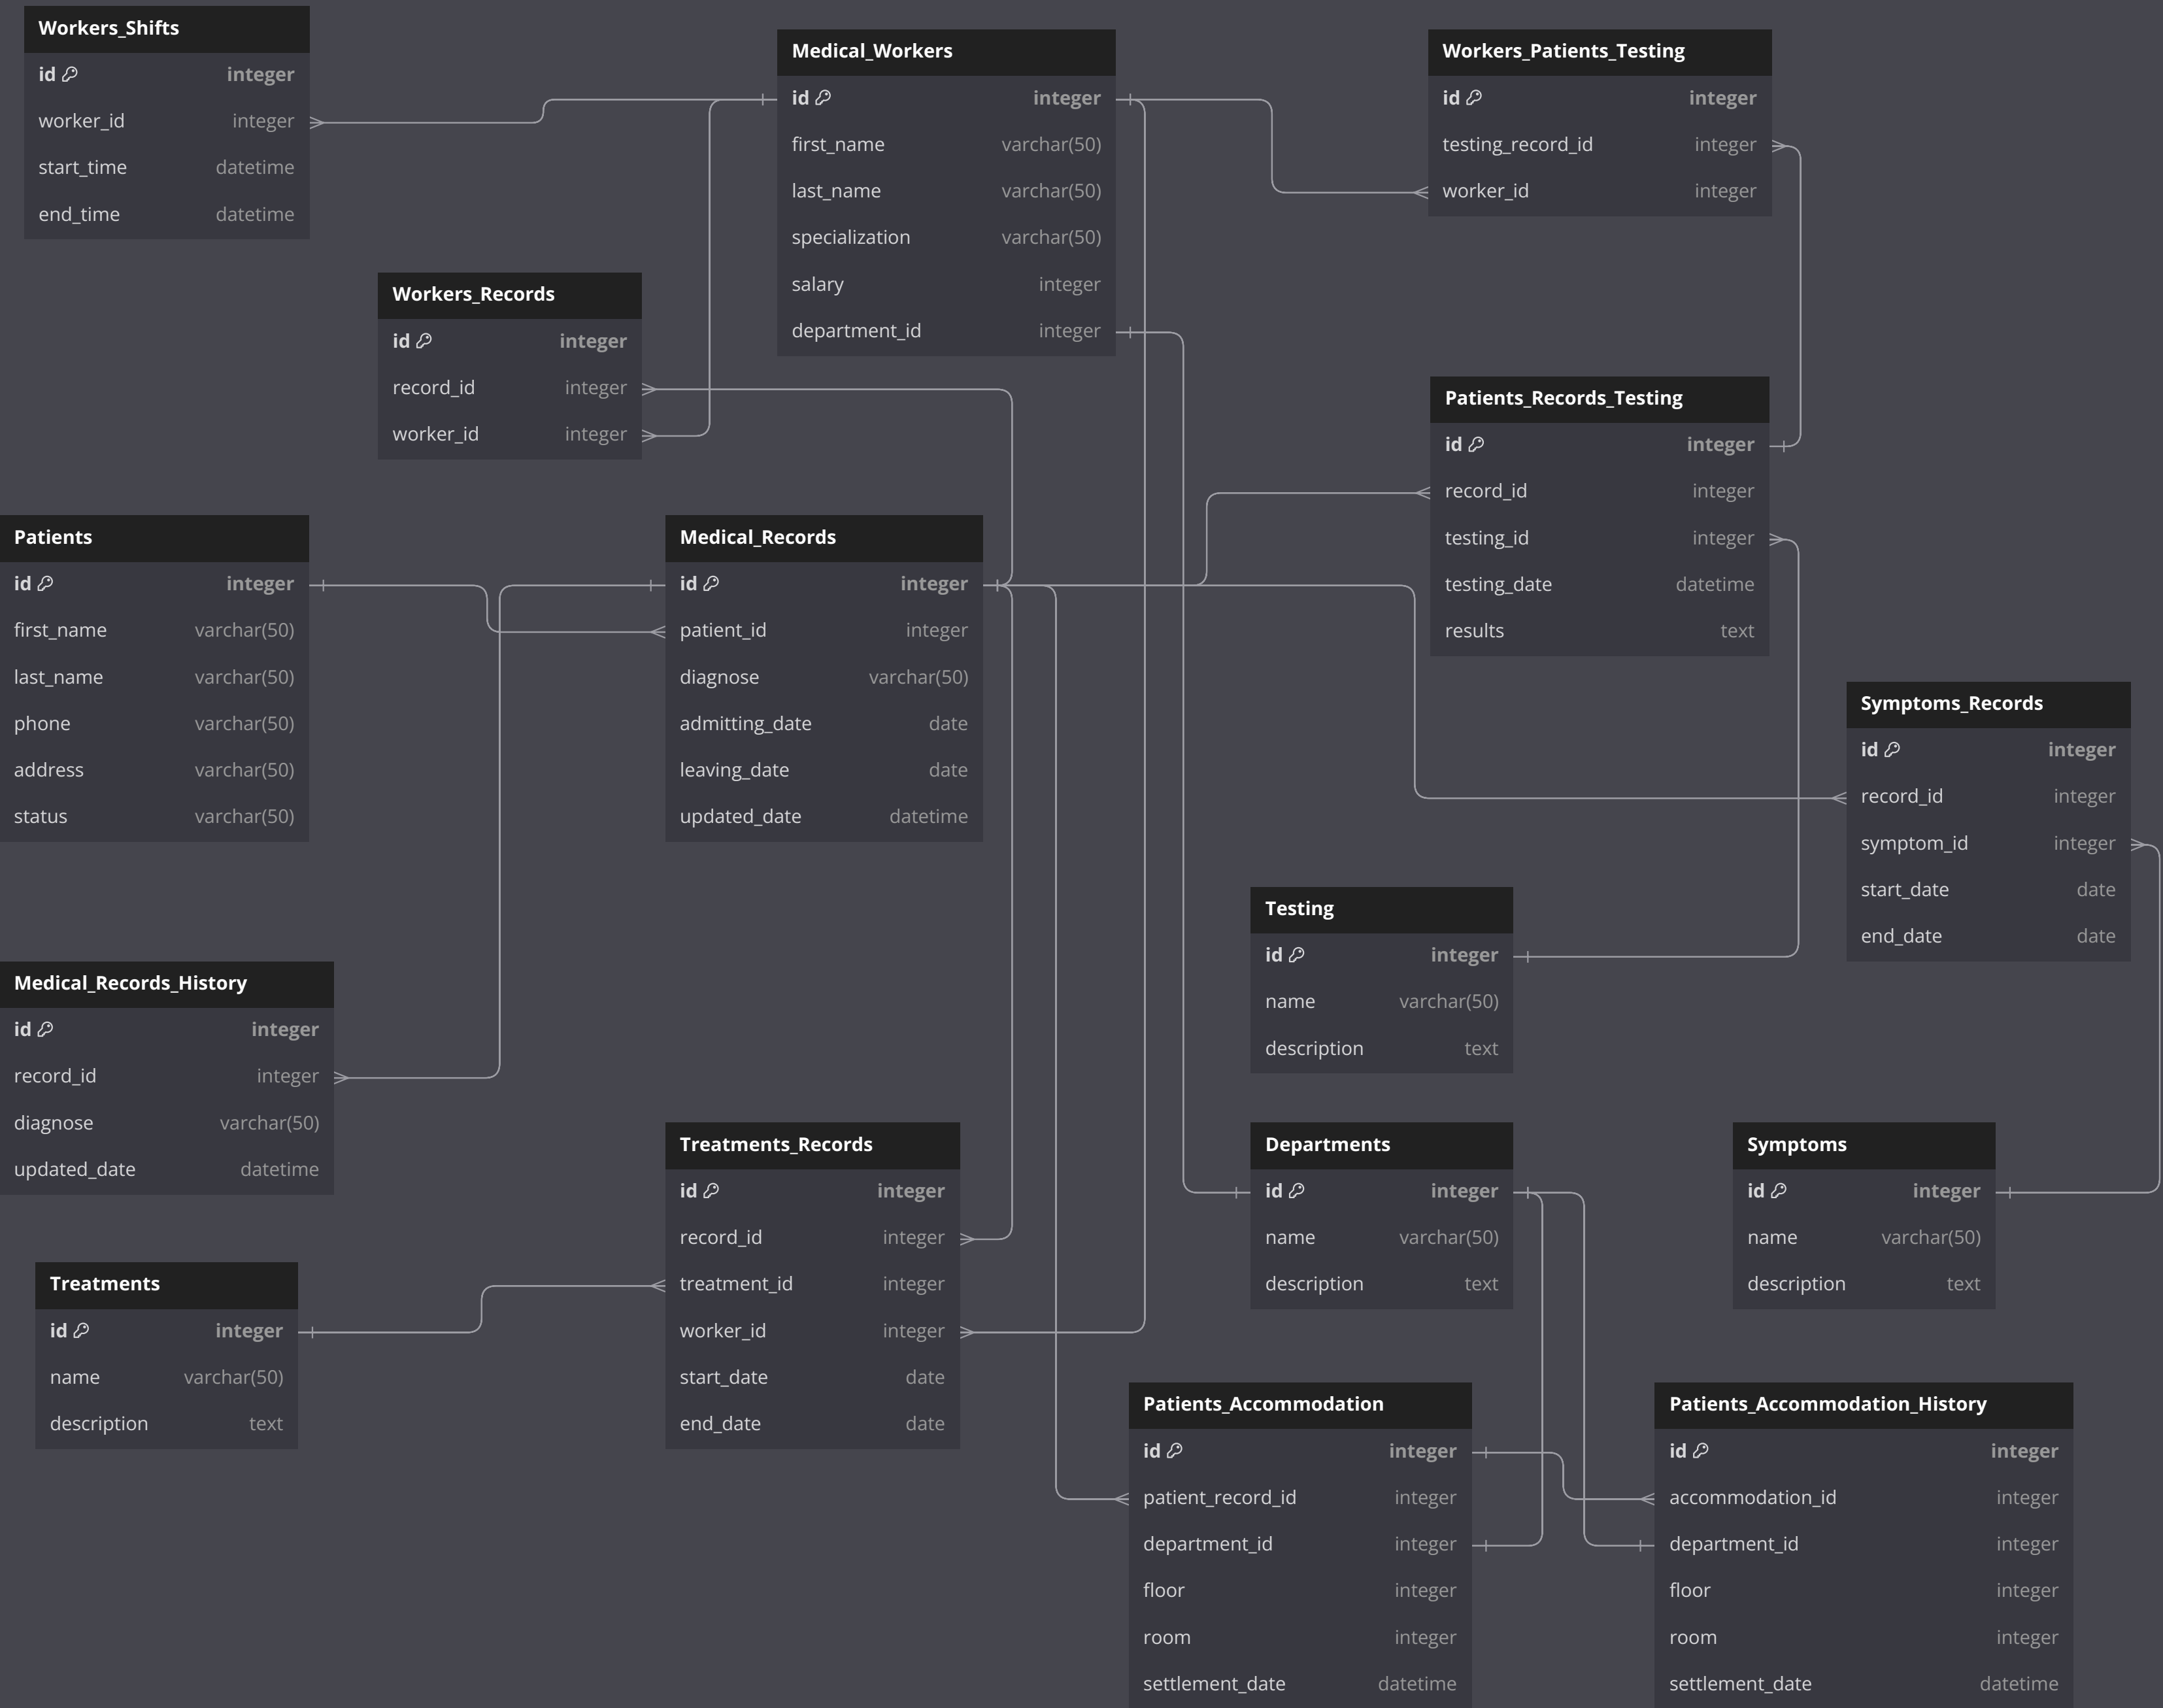 Workers_Shifts
id integer
worker_id integer
start_time datetime
end_time datetime
Medical_Workers
id integer
first_name varchar(50)
last_name varchar(50)
specialization varchar(50)
salary integer
department_id integer
Workers_Patients_Testing
id integer
testing_record_id integer
worker_id integer
Workers_Records
id integer
record_id integer
worker_id integer
Patients_Records_Testing
id integer
record_id integer
testing_id integer
testing_date datetime
results text
Patients
id integer
first_name varchar(50)
last_name varchar(50)
phone varchar(50)
address varchar(50)
status varchar(50)
Medical_Records
id integer
patient_id integer
diagnose varchar(50)
admitting_date date
leaving_date date
updated_date datetime
Symptoms_Records
id integer
record_id integer
symptom_id integer
start_date date
end_date date
Testing
id integer
name varchar(50)
description text
Medical_Records_History
id integer
record_id integer
diagnose varchar(50)
updated_date datetime
Treatments_Records
id integer
record_id integer
treatment_id integer
worker_id integer
start_date date
end_date date
Departments
id integer
name varchar(50)
description text
Symptoms
id integer
name varchar(50)
description text
Treatments
id integer
name varchar(50)
description text
Patients_Accommodation
id integer
patient_record_id integer
department_id integer
floor integer
room integer
settlement_date datetime
Patients_Accommodation_History
id integer
accommodation_id integer
department_id integer
floor integer
room integer
settlement_date datetime